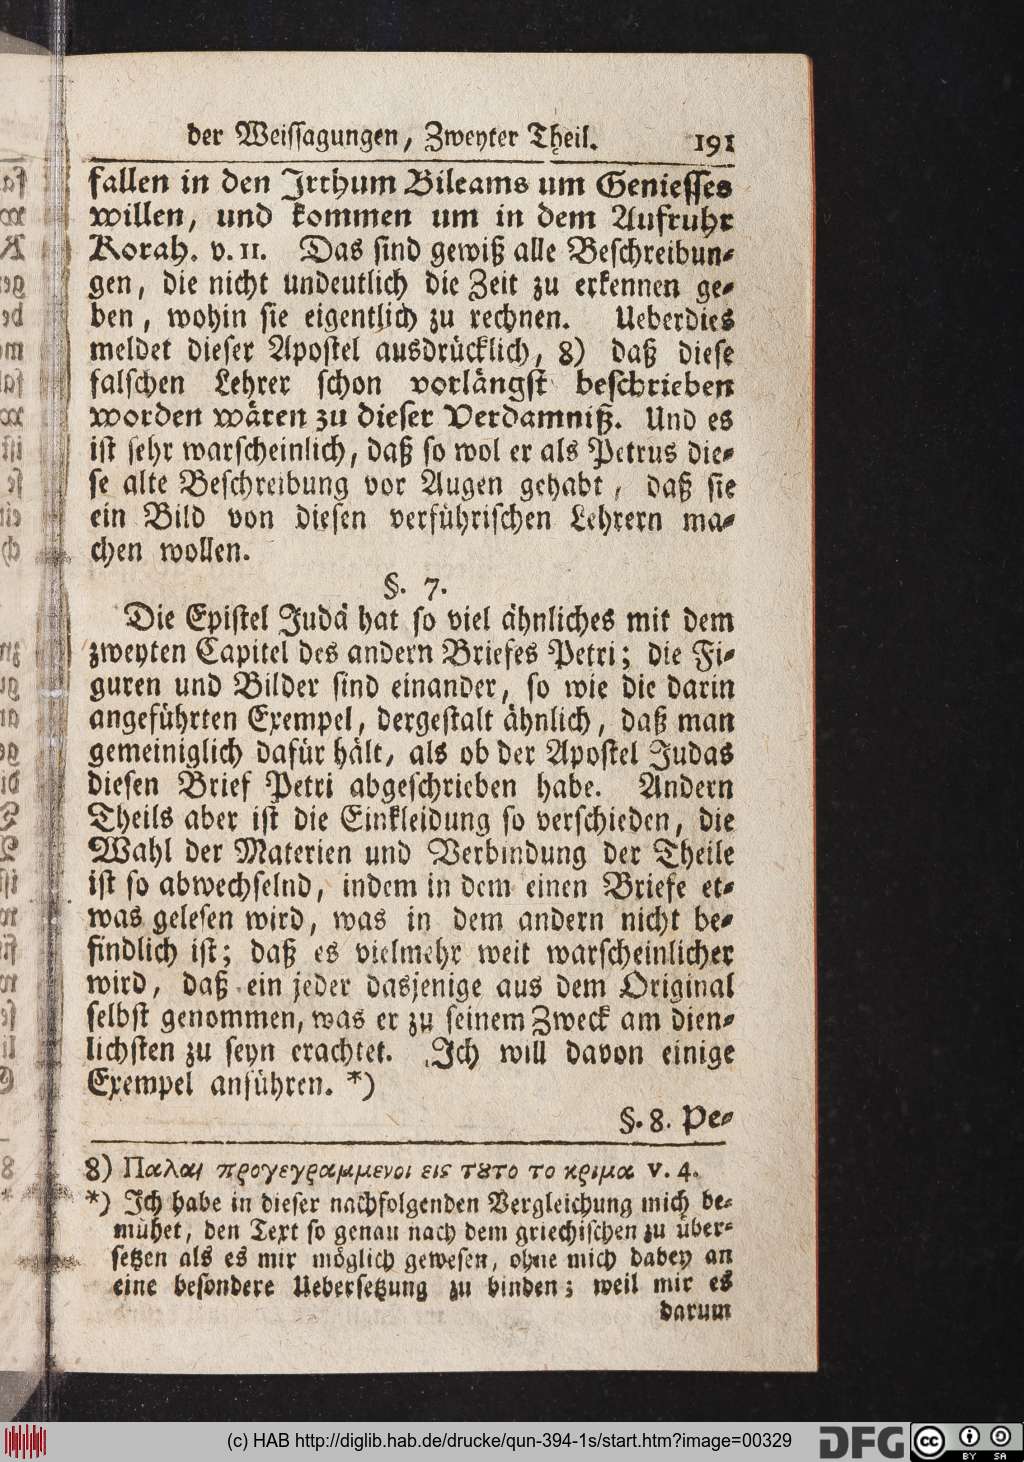 der Weissagungen, Zweyter Theil. 191
fallen in den Irrthum Bileams um Geniesses
willen, und kommen um in dem Aufruhr
Korah. v. 11. Das sind gewiß alle Beschreibun-
gen, die nicht undeutlich die Zeit zu erkennen ge-
ben, wohin sie eigentlich zu rechnen. Ueberdies
meldet dieser Apostel ausdrücklich, 8) daß diese
falschen Lehrer schon vorlängst beschrieben
worden wären zu dieser Verdamniß. Und es
ist sehr warscheinlich, daß so wol er als Petrus die-
se alte Beschreibung vor Augen gehabt, daß sie
ein Bild von diesen verführischen Lehrern ma-
chen wollen.
§. 7.
Die Epistel Judä hat so viel ähnliches mit dem
zweyten Capitel des andern Briefes Petri; die Fi-
guren und Bilder sind einander, so wie die darin
angeführten Exempel, dergestalt ähnlich, daß man
gemeiniglich dafür hält, als ob der Apostel Judas
diesen Brief Petri abgeschrieben habe. Andern
Theils aber ist die Einkleidung so verschieden, die
Wahl der Materien und Verbindung der Theile
ist so abwechselnd, indem in dem einen Briefe et-
was gelesen wird, was in dem andern nicht be-
findlich ist; daß es vielmehr weit warscheinlicher
wird, daß ein jeder dasjenige aus dem Original
selbst genommen, was er zu seinem Zweck am dien-
lichsten zu seyn erachtet. Ich will davon einige
Exempel anführen. *)
§. 8. Pe-
8) Παλαι προγεγραμμενοι εις τȣτο το κριμα v. 4.
*) Ich habe in dieser nachfolgenden Vergleichung mich be-
mühet, den Text so genau nach dem griechischen zu über-
setzen als es mir möglich gewesen, ohne mich dabey an
eine besondere Uebersetzung zu binden; weil mir es
darum
(c) HAB http://diglib.hab.de/drucke/qun-394-1s/start.htm?image=00329
DFG
cc BY SA